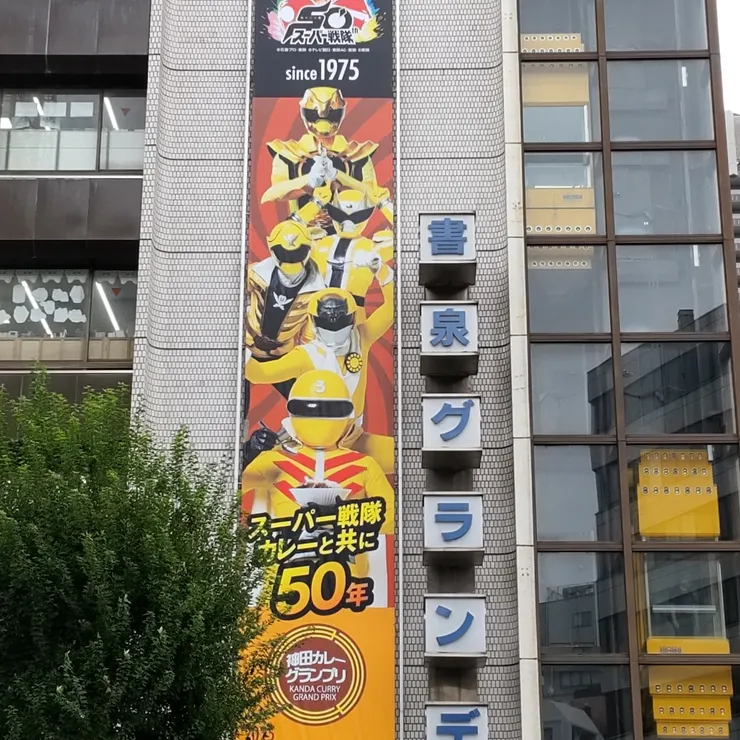 50
スーパー戦隊
since 1975
スーパー戦隊
カレーと共に
50年
神田カレー
グランプリ
KANDA CURRY
GRAND PRIX
書泉グランデ